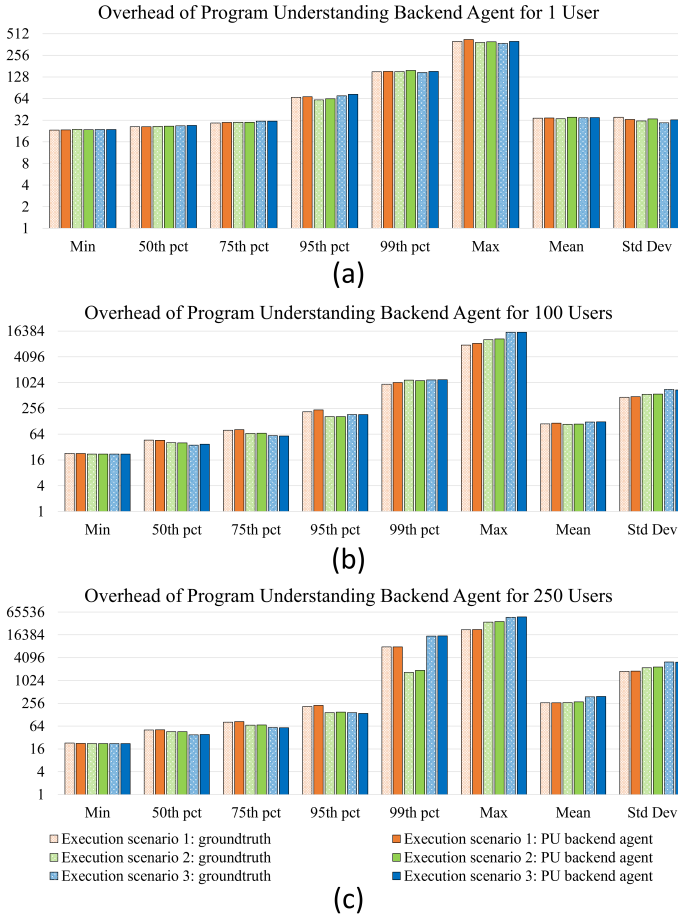 Overhead of Program Understanding Backend Agent for 1 User
512
256
128
64
32
16
8
4
2
1
Min 50th pct 75th pct 95th pct 99th pct Max Mean Std Dev
(a)
Overhead of Program Understanding Backend Agent for 100 Users
16384
4096
1024
256
64
16
4
1
Min 50th pct 75th pct 95th pct 99th pct Max Mean Std Dev
(b)
Overhead of Program Understanding Backend Agent for 250 Users
65536
16384
4096
1024
256
64
16
4
1
Min 50th pct 75th pct 95th pct 99th pct Max Mean Std Dev
Execution scenario 1: groundtruth Execution scenario 1: PU backend agent
Execution scenario 2: groundtruth Execution scenario 2: PU backend agent
Execution scenario 3: groundtruth Execution scenario 3: PU backend agent
(c)